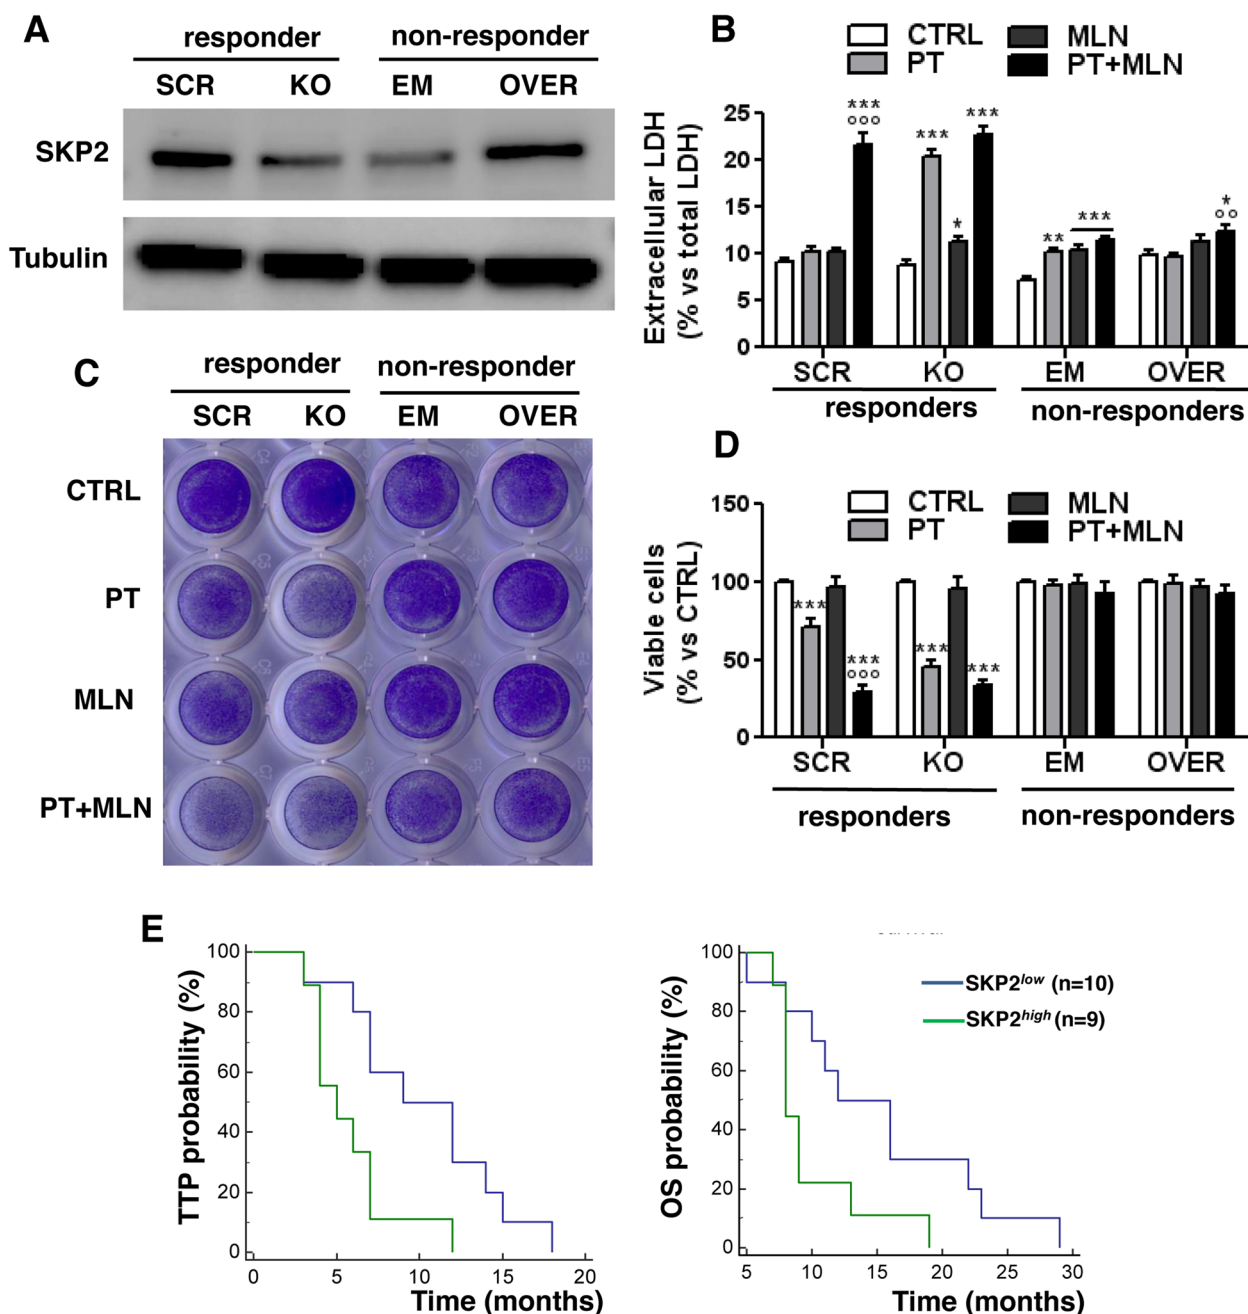 A
responder non-responder
SCR KO EM OVER
SKP2
Tubulin
B
CTRL MLN
PT PT+MLN
Extracellular LDH
(% vs total LDH)
25
20
15
10
5
0
***
°°°
***
*
***
**
***
*
°°
SCR KO EM OVER
responders non-responders
C
responder non-responder
SCR KO EM OVER
CTRL
PT
MLN
PT+MLN
D
CTRL MLN
PT PT+MLN
Viable cells
(% vs CTRL)
150
100
50
0
***
***
°°°
***
***
SCR KO EM OVER
responders non-responders
E
TTP probability (%)
100
80
60
40
20
0
0 5 10 15 20
Time (months)
OS probability (%)
100
80
60
40
20
0
5 10 15 20 25 30
Time (months)
SKP2low (n=10)
SKP2high (n=9)